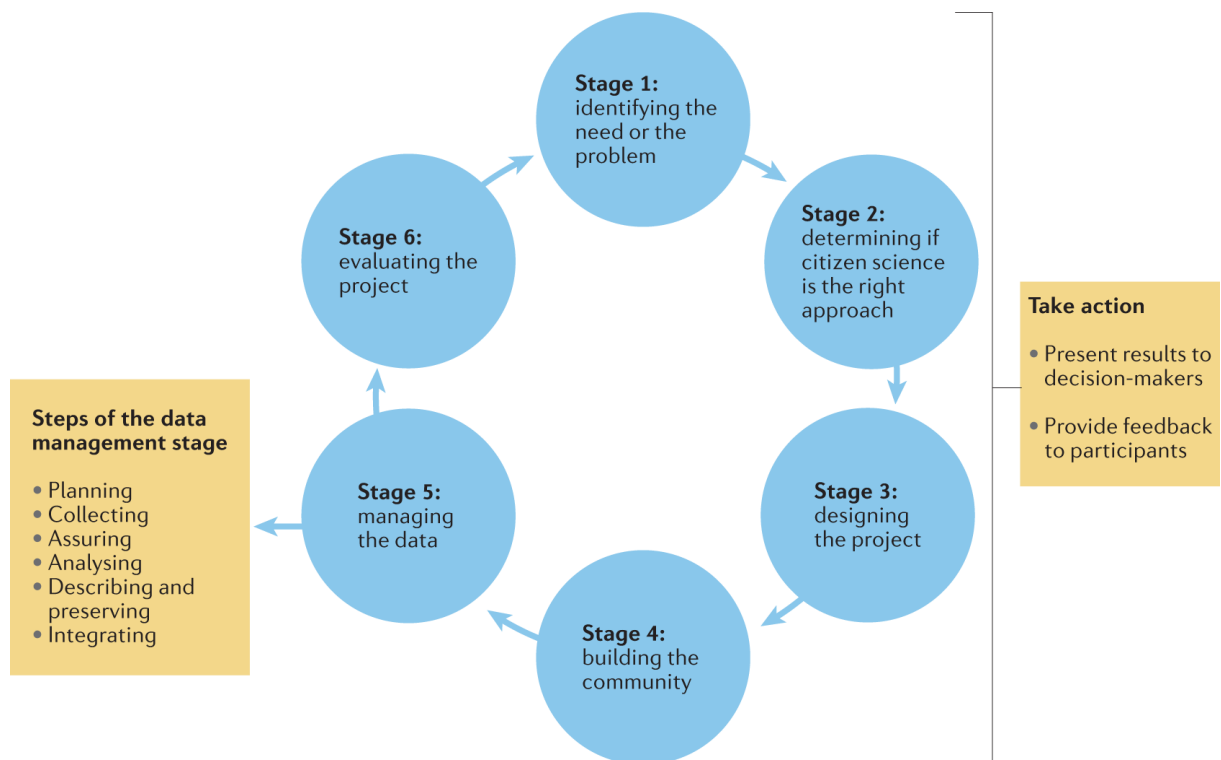 Stage 1:
identifying the
need or the
problem
Stage 2:
determining if
citizen science
is the right
approach
Stage 3:
designing
the project
Stage 4:
building the
community
Stage 5:
managing
the data
Stage 6:
evaluating the
project
Steps of the data
management stage
• Planning
• Collecting
• Assuring
• Analysing
• Describing and
preserving
• Integrating
Take action
• Present results to
decision-makers
• Provide feedback
to participants